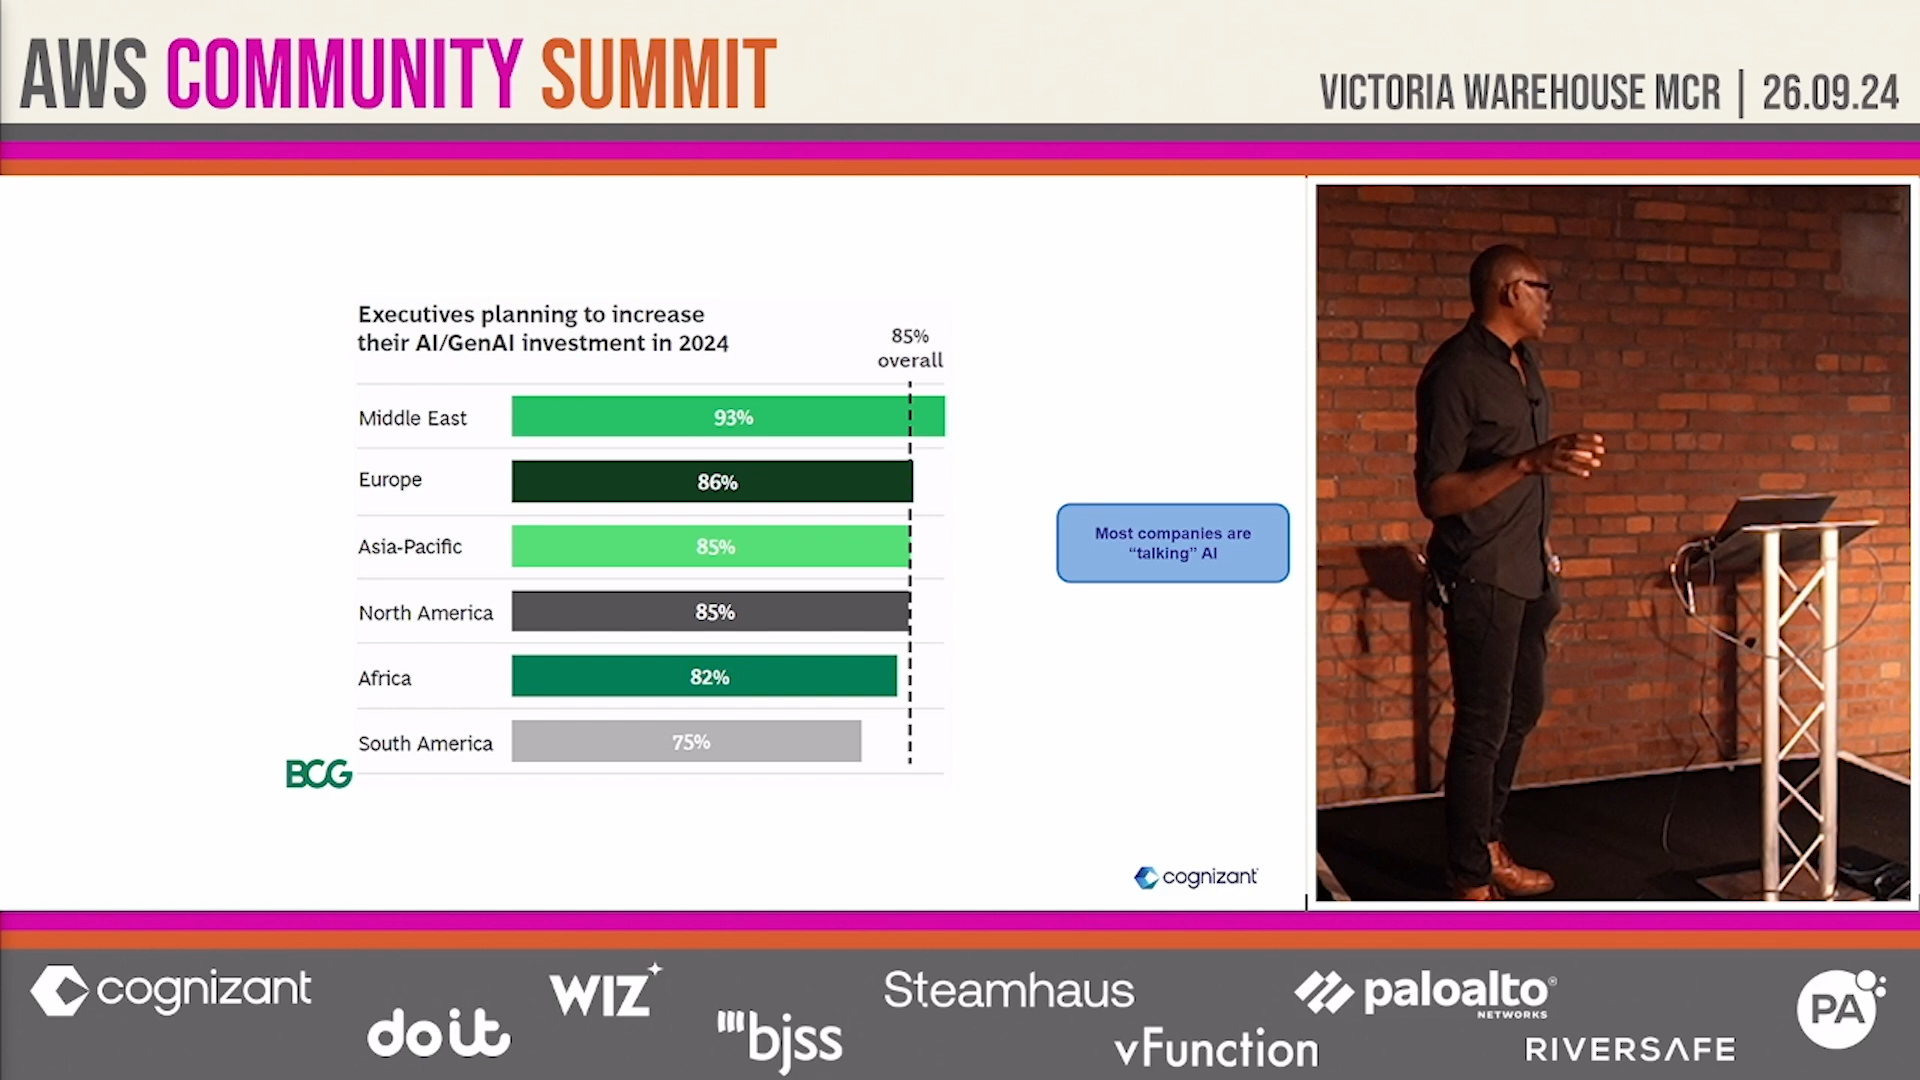 AWS COMMUNITY SUMMIT
VICTORIA WAREHOUSE MCR | 26.09.24
Executives planning to increase
their AI/GenAI investment in 2024
85%
overall
Middle East 93%
Europe 86%
Asia-Pacific 85%
North America 85%
Africa 82%
South America 75%
BCG
Most companies are
“talking” AI
cognizant
cognizant
doit
WIZ
bjss
Steamhaus
vFunction
paloalto®
NETWORKS
RIVERSAFE
PA